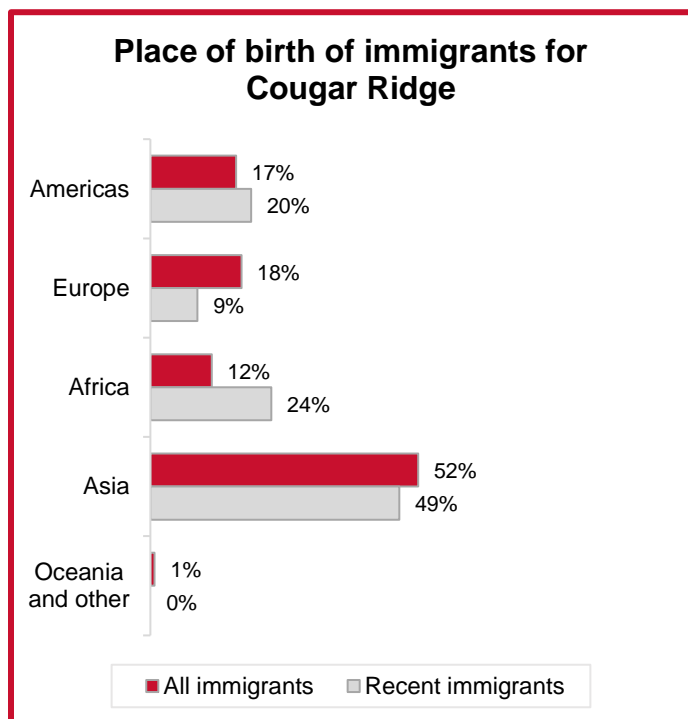 Place of birth of immigrants for
Cougar Ridge
Americas
17%
20%
Europe
18%
9%
Africa
12%
24%
Asia
52%
49%
Oceania
and other
1%
0%
All immigrants
Recent immigrants